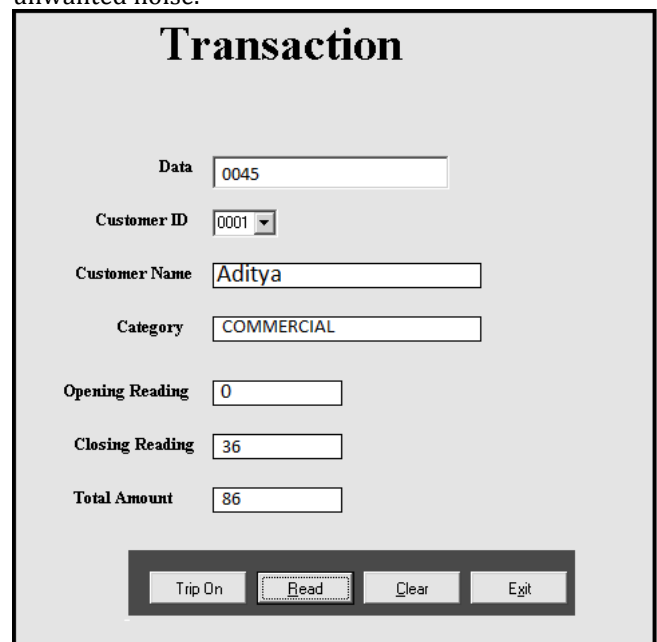 unwanted noise.
Transaction
Data 0045
Customer ID 0001
Customer Name Aditya
Category COMMERCIAL
Opening Reading 0
Closing Reading 36
Total Amount 86
Trip On Read Clear Exit